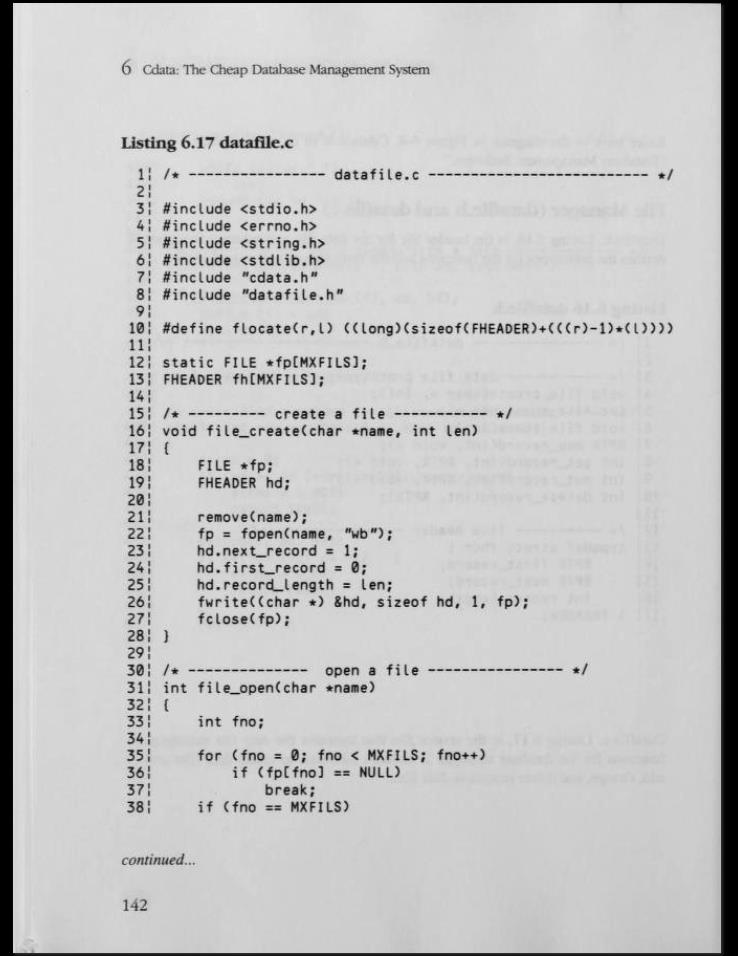 6 Cdata: The Cheap Database Management System
Listing 6.17 datafile.c
1¦ /* ---------------- datafile.c -------------------------- */
2¦
3¦ #include <stdio.h>
4¦ #include <errno.h>
5¦ #include <string.h>
6¦ #include <stdlib.h>
7¦ #include "cdata.h"
8¦ #include "datafile.h"
9¦
10¦ #define flocate(r,l) ((long)(sizeof(FHEADER)+(((r)-1)*(l))))
11¦
12¦ static FILE *fp[MXFILS];
13¦ FHEADER fh[MXFILS];
14¦
15¦ /* --------- create a file ----------- */
16¦ void file_create(char *name, int len)
17¦ {
18¦     FILE *fp;
19¦     FHEADER hd;
20¦
21¦     remove(name);
22¦     fp = fopen(name, "wb");
23¦     hd.next_record = 1;
24¦     hd.first_record = 0;
25¦     hd.record_length = len;
26¦     fwrite((char *) &hd, sizeof hd, 1, fp);
27¦     fclose(fp);
28¦ }
29¦
30¦ /* -------------- open a file ---------------- */
31¦ int file_open(char *name)
32¦ {
33¦     int fno;
34¦
35¦     for (fno = 0; fno < MXFILS; fno++)
36¦         if (fp[fno] == NULL)
37¦             break;
38¦     if (fno == MXFILS)
continued...
142